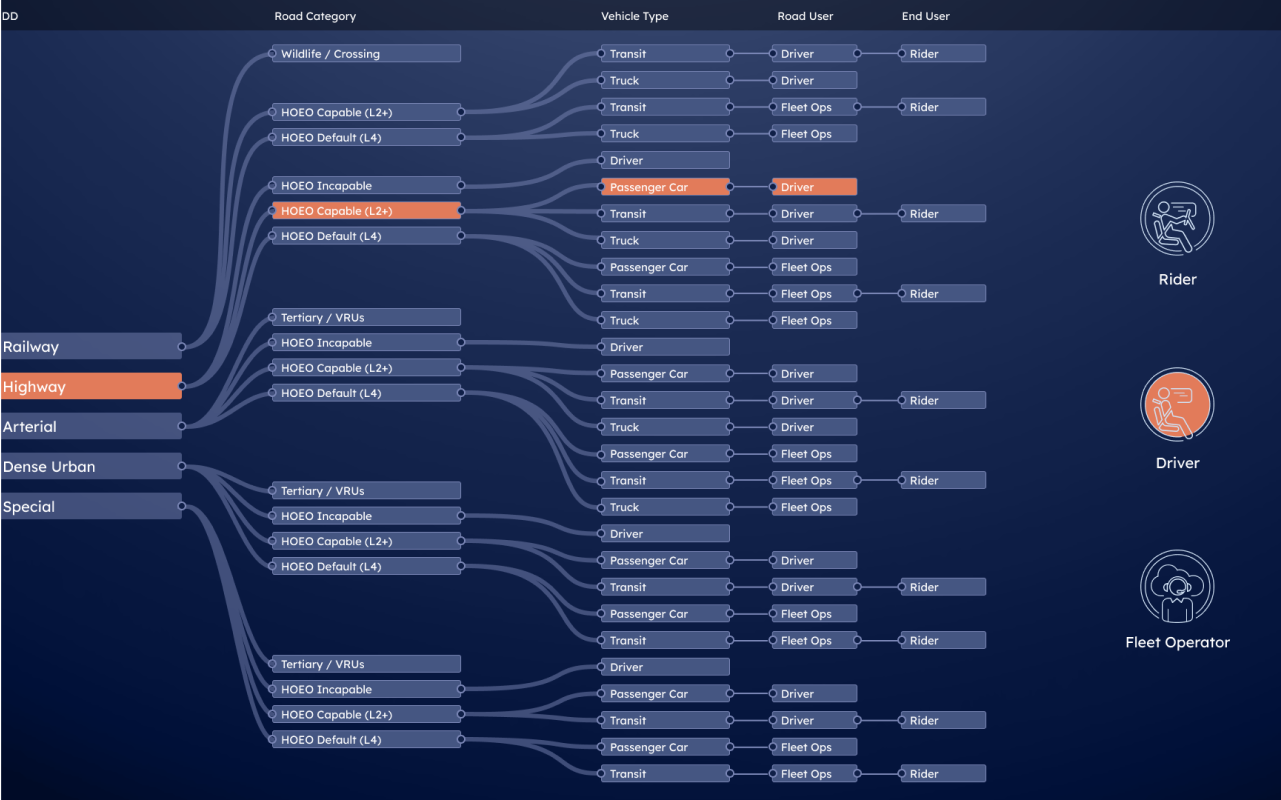 DD Road Category Vehicle Type Road User End User
Wildlife / Crossing Transit Driver Rider
Truck Driver
HOEO Capable (L2+) Transit Fleet Ops Rider
HOEO Default (L4) Truck Fleet Ops
Driver
HOEO Incapable Passenger Car Driver
HOEO Capable (L2+) Transit Driver Rider
HOEO Default (L4) Truck Driver
Passenger Car Fleet Ops
Rider
Transit Fleet Ops Rider
Tertiary / VRUs Truck Fleet Ops
Railway HOEO Incapable Driver
HOEO Capable (L2+) Passenger Car Driver
Highway HOEO Default (L4) Transit Driver Rider
Arterial Truck Driver
Passenger Car Fleet Ops
Driver
Dense Urban Transit Fleet Ops Rider
Tertiary / VRUs
Special HOEO Incapable Truck Fleet Ops
Driver
HOEO Capable (L2+) Passenger Car Driver
HOEO Default (L4) Transit Driver Rider
Passenger Car Fleet Ops
Transit Fleet Ops Rider
Fleet Operator
Tertiary / VRUs Driver
HOEO Incapable Passenger Car Driver
HOEO Capable (L2+) Transit Driver Rider
HOEO Default (L4) Passenger Car Fleet Ops
Transit Fleet Ops Rider